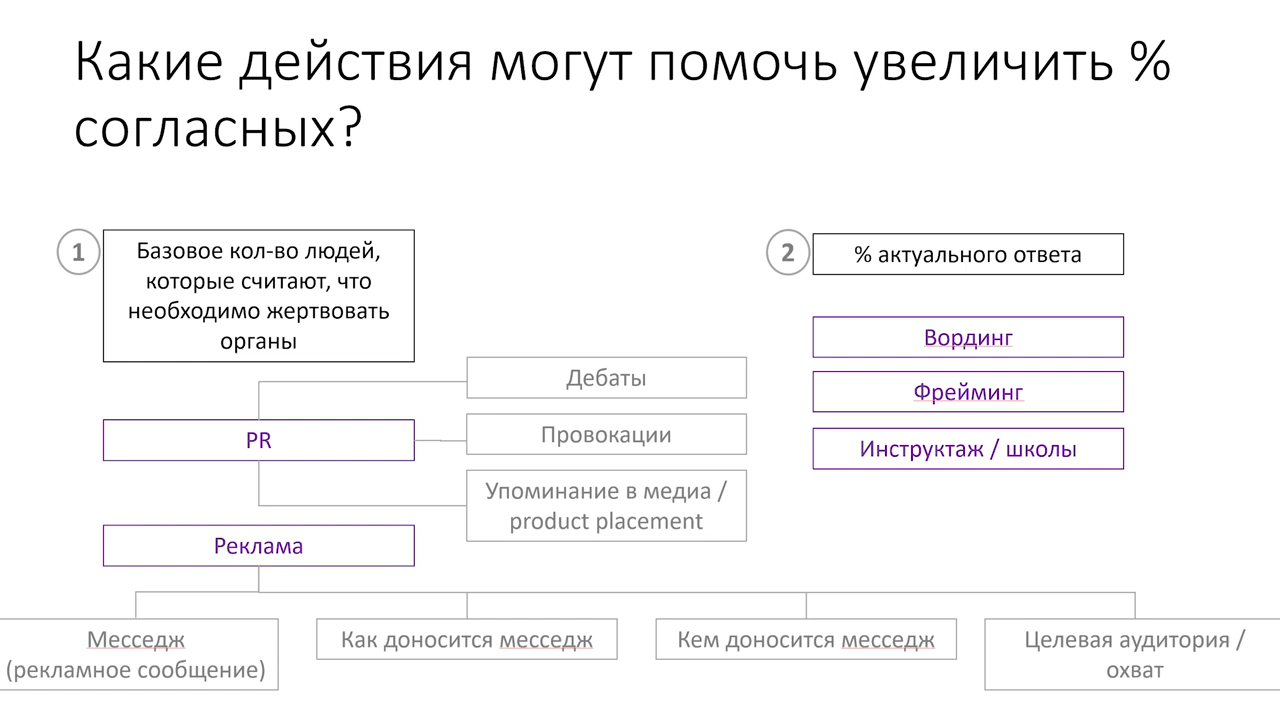 Какие действия могут помочь увеличить %
согласных?
1
Базовое кол-во людей,
которые считают, что
необходимо жертвовать
органы
2
% актуального ответа
Вординг
Фрейминг
Инструктаж / школы
Дебаты
PR
Провокации
Упоминание в медиа /
product placement
Реклама
Месседж
(рекламное сообщение)
Как доносится месседж
Кем доносится месседж
Целевая аудитория /
охват